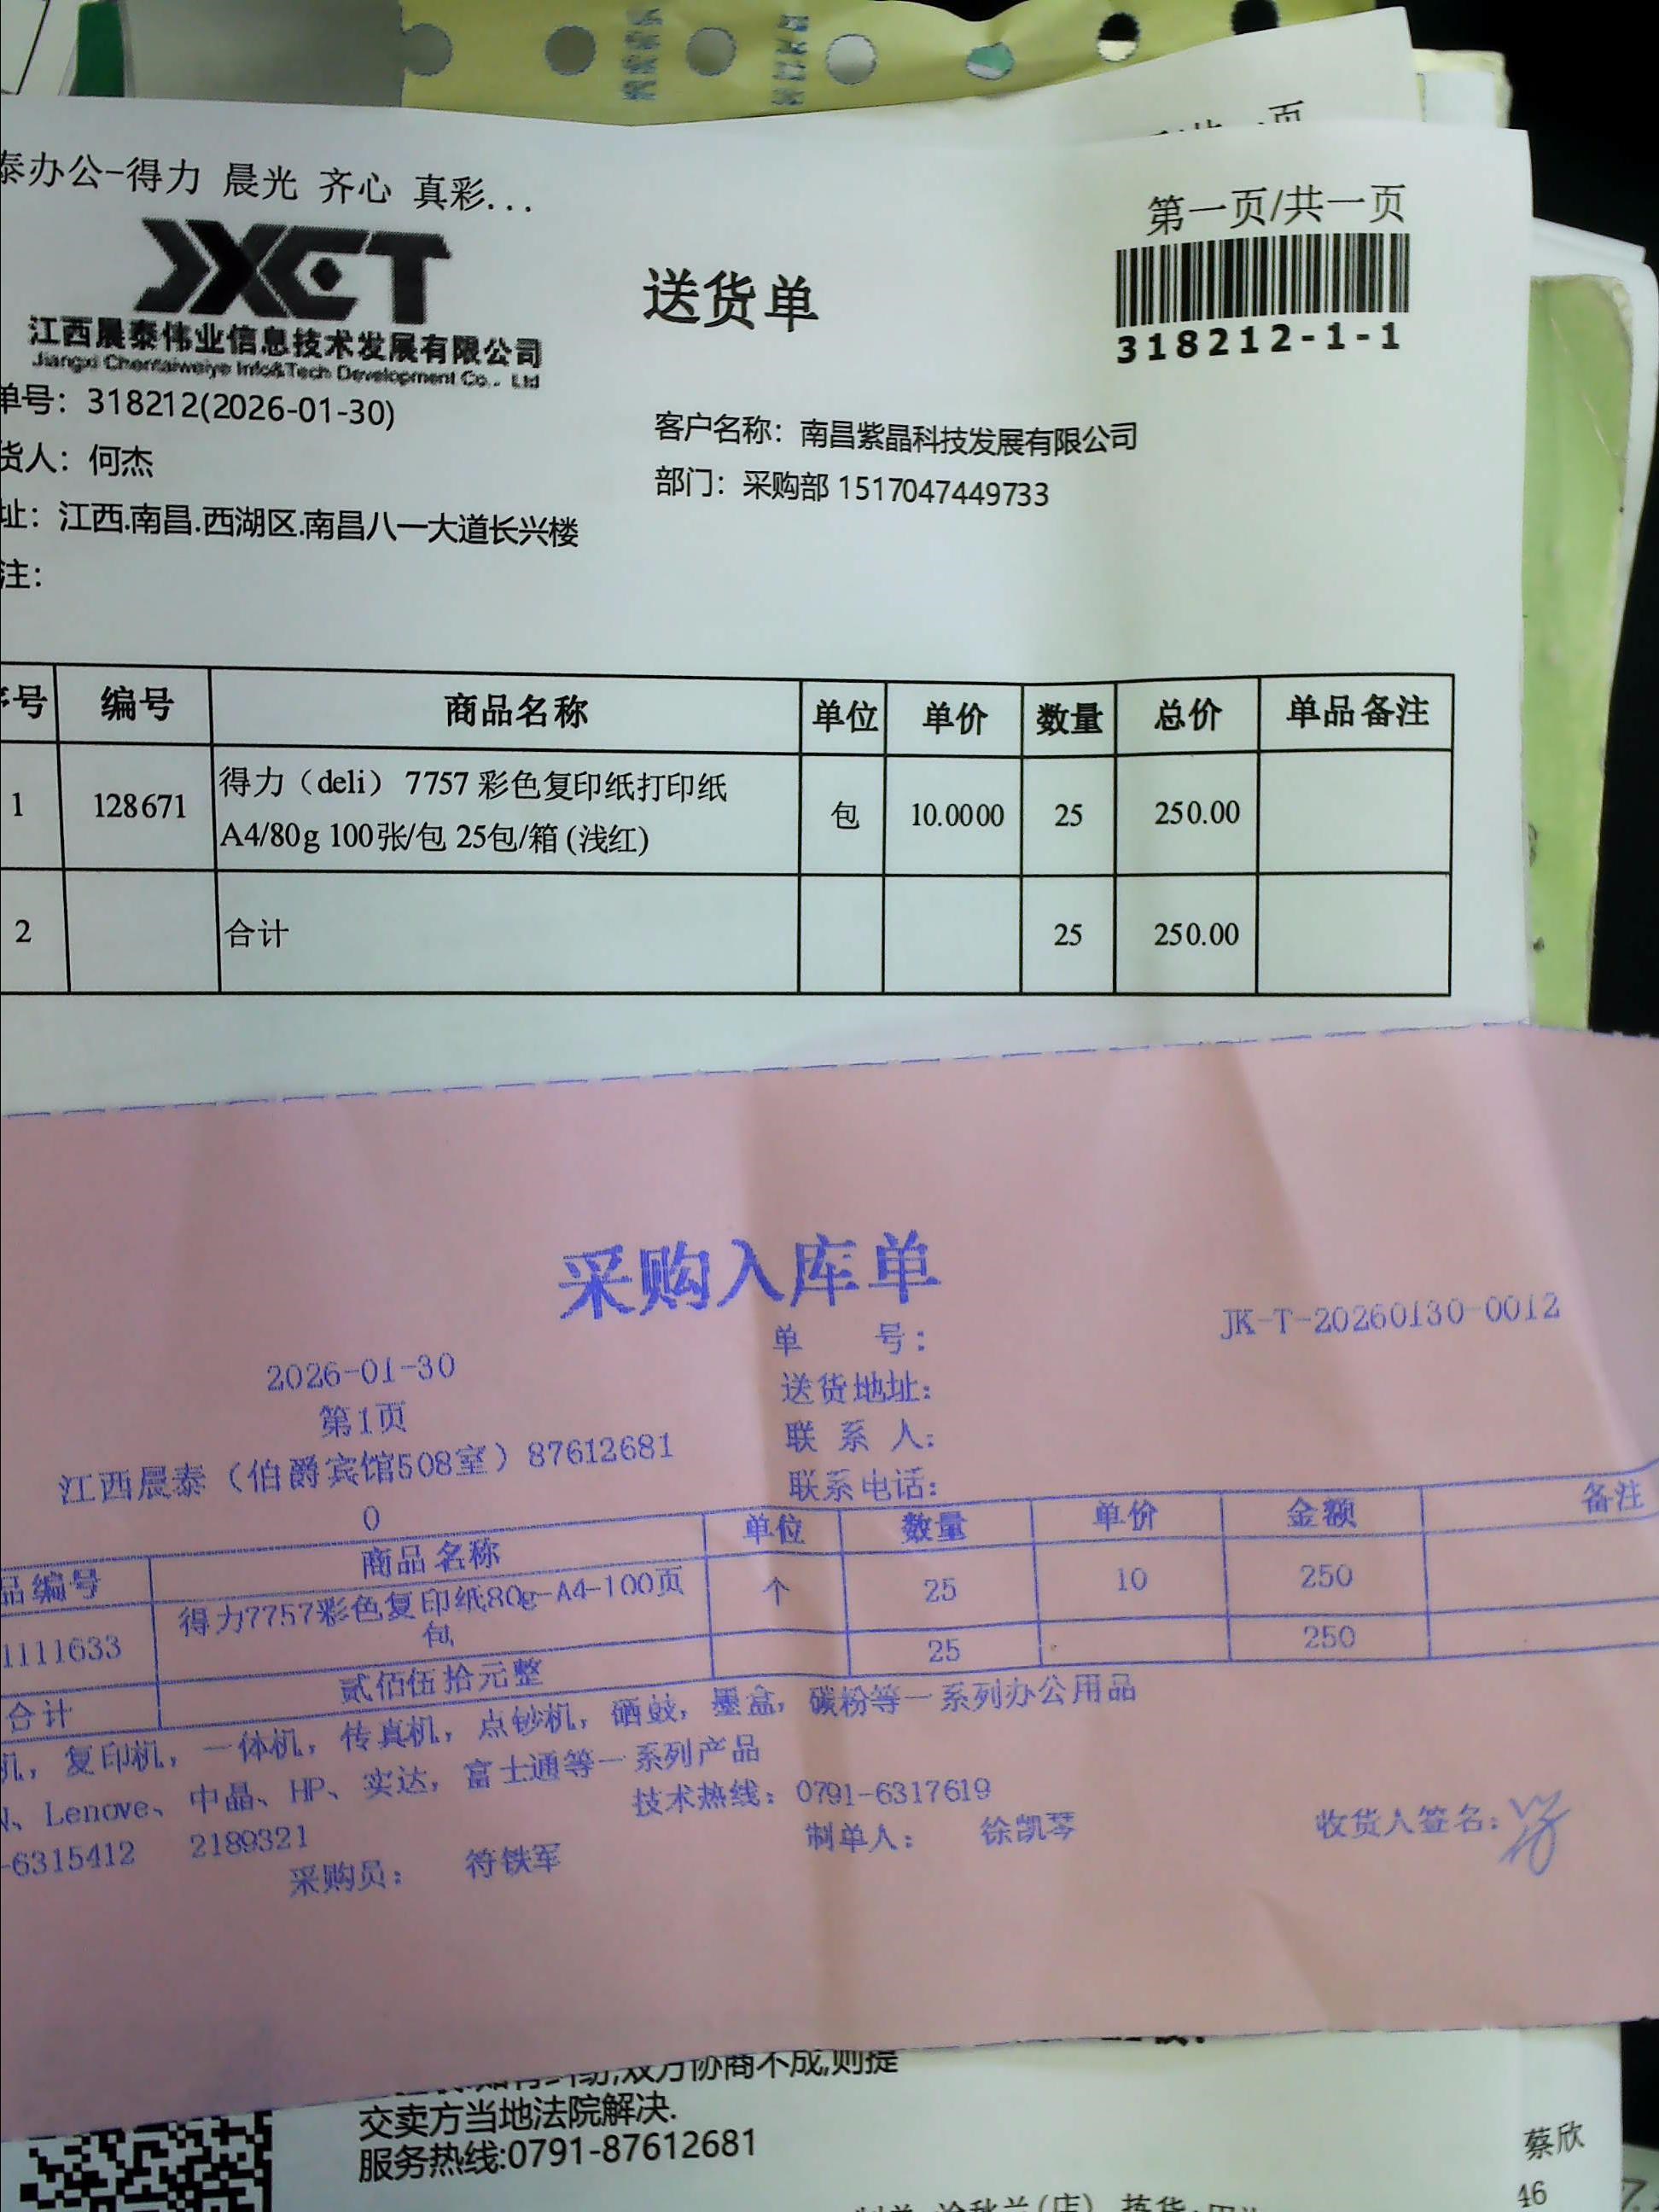 泰办公-得力 晨光 齐心 真彩...
第一页/共一页
JXCT
送货单
318212-1-1
江西晨泰伟业信息技术发展有限公司
Jiangxi Chentaiweiye Info&Tech Development Co., Ltd
单号：318212(2026-01-30)
客户名称：南昌紫晶科技发展有限公司
货人：何杰
部门：采购部 1517047449733
址：江西.南昌.西湖区.南昌八一大道长兴楼
注：
序号 编号 商品名称 单位 单价 数量 总价 单品备注
1 128671 得力（deli） 7757 彩色复印纸打印纸 包 10.0000 25 250.00
A4/80g 100张/包 25包/箱 (浅红)
2 合计 25 250.00
采购入库单
单 号： JK-T-20260130-0012
2026-01-30
送货地址：
第1页
联 系 人：
江西晨泰（伯爵宾馆508室）87612681
联系电话：
0
品编号 商品名称 单位 数量 单价 金额 备注
1111633 得力7757彩色复印纸80g-A4-100页 个 25 10 250
包
合计 贰佰伍拾元整 25 250
机，复印机，一体机，传真机，点钞机，硒鼓，墨盒，碳粉等一系列办公用品
N、Lenove、中晶、HP、实达，富士通等一系列产品
-6315412 2189321 技术热线：0791-6317619
采购员： 符铁军 制单人： 徐凯琴 收货人签名：
双方协商不成,则提
交卖方当地法院解决.
服务热线:0791-87612681
蔡欣
46